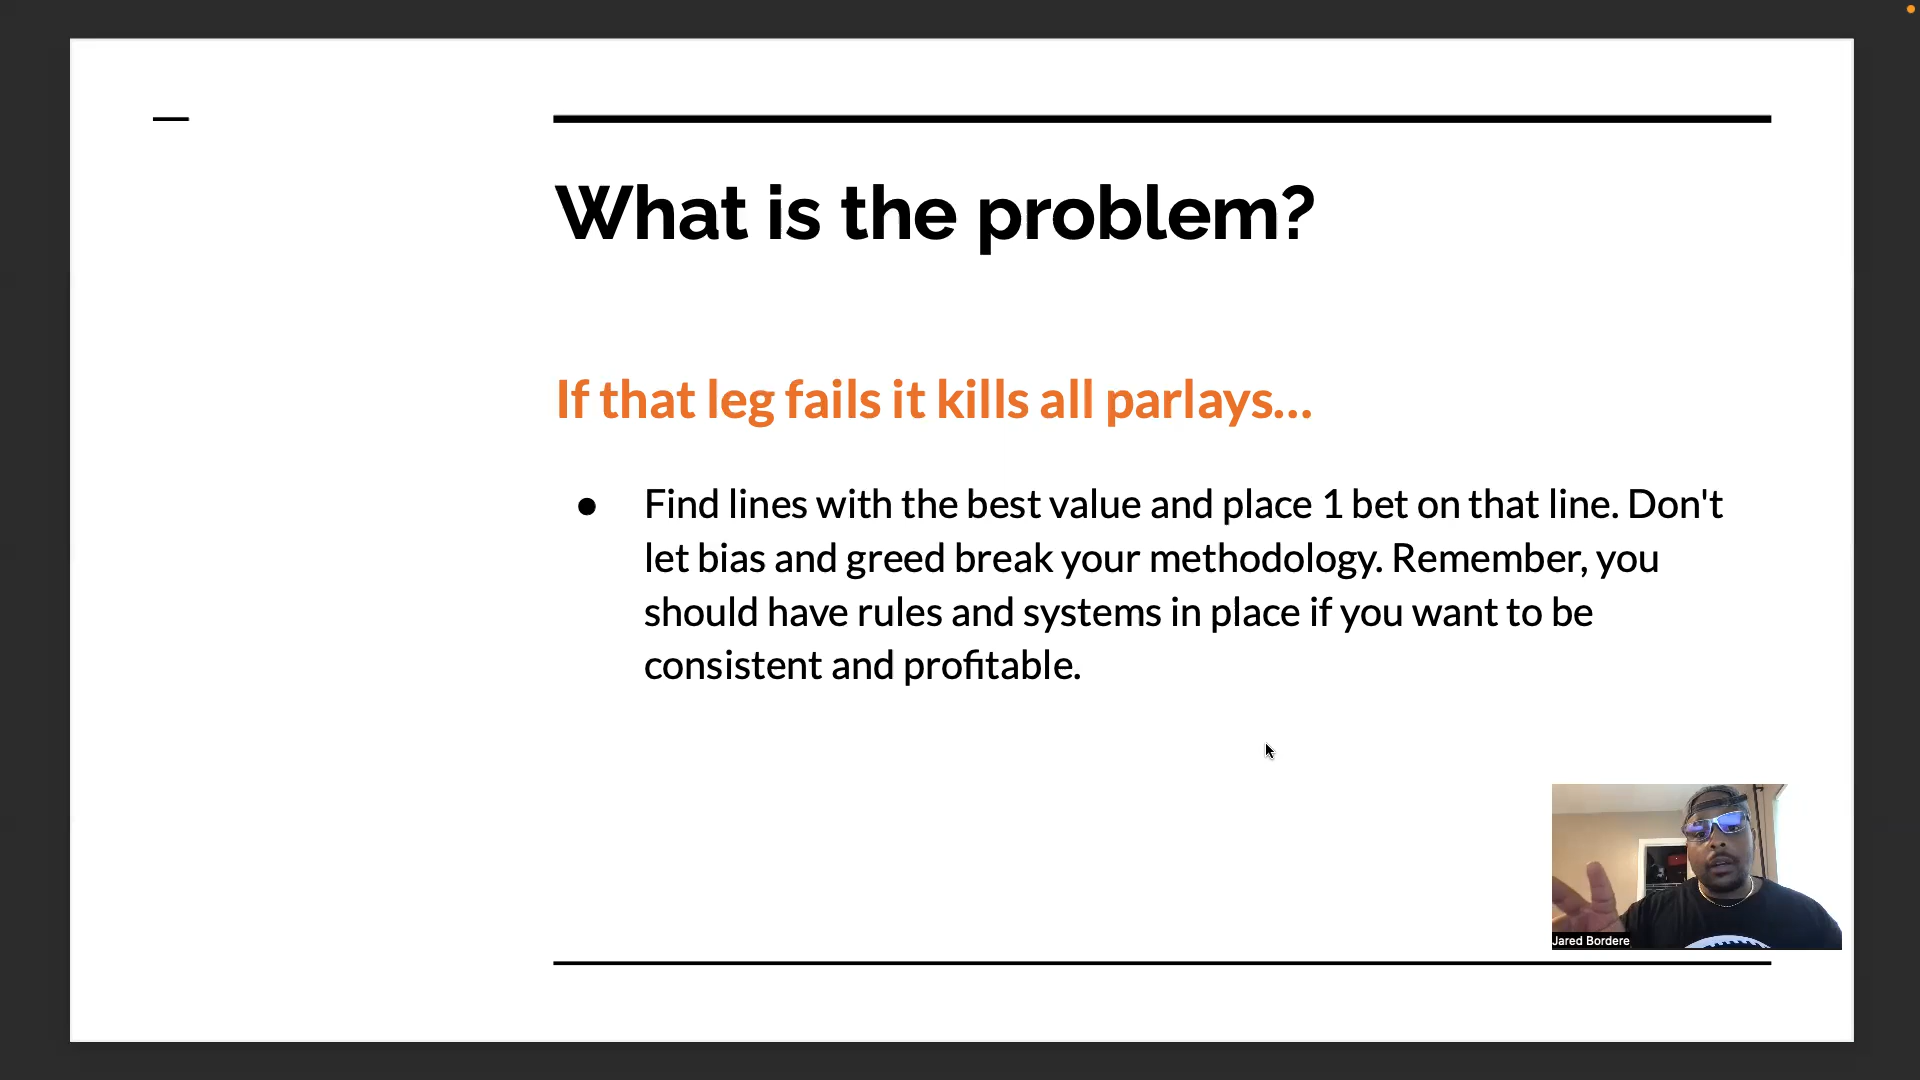 What is the problem?
If that leg fails it kills all parlays...
● Find lines with the best value and place 1 bet on that line. Don't
let bias and greed break your methodology. Remember, you
should have rules and systems in place if you want to be
consistent and profitable.
Jared Bordere